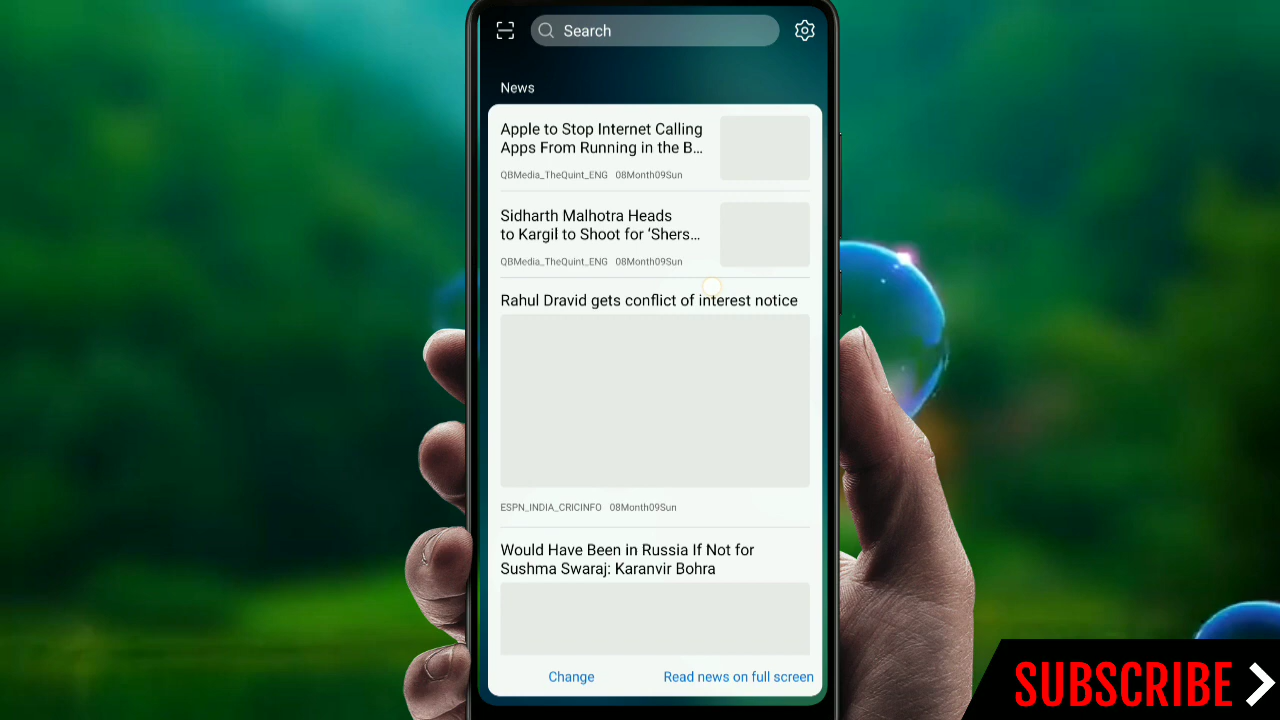 Search
News
Apple to Stop Internet Calling
Apps From Running in the B...
QBMedia_TheQuint_ENG 08Month09Sun
Sidharth Malhotra Heads
to Kargil to Shoot for ‘Shers...
QBMedia_TheQuint_ENG 08Month09Sun
Rahul Dravid gets conflict of interest notice
ESPN_INDIA_CRICINFO 08Month09Sun
Would Have Been in Russia If Not for
Sushma Swaraj: Karanvir Bohra
Change
Read news on full screen
SUBSCRIBE